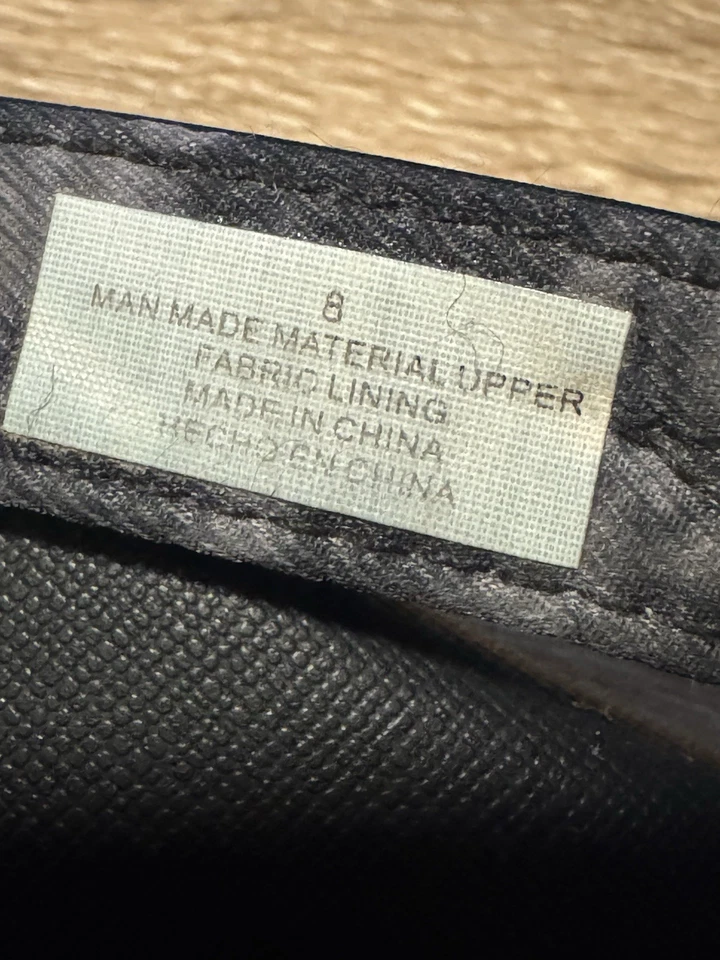 8
MAN MADE MATERIAL UPPER
FABRIC LINING
MADE IN CHINA
HECHO EN CHINA